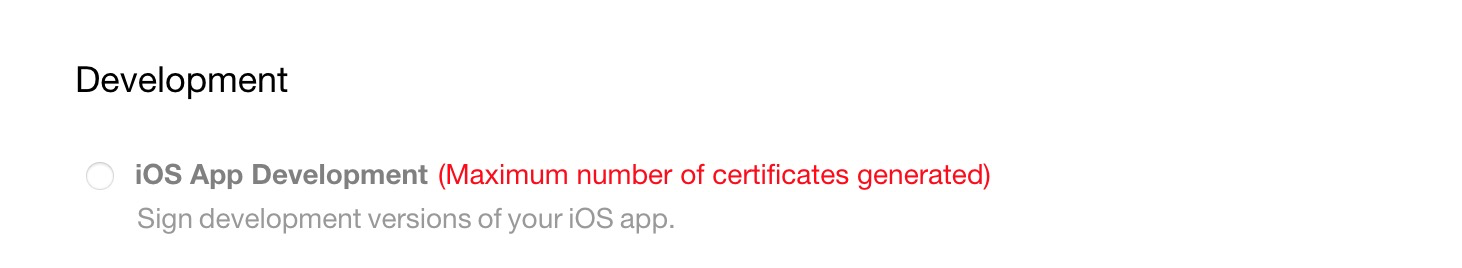 Development
iOS App Development (Maximum number of certificates generated)
Sign development versions of your iOS app.